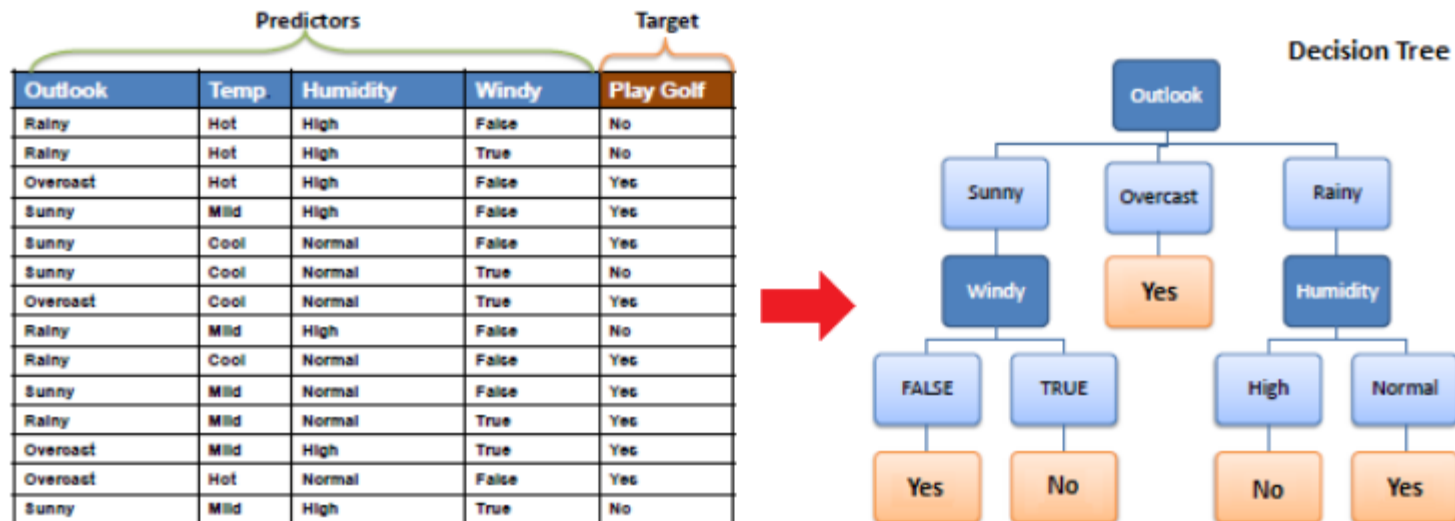 Predictors Target
Outlook Temp. Humidity Windy Play Golf
Rainy Hot High False No
Rainy Hot High True No
Overcast Hot High False Yes
Sunny Mild High False Yes
Sunny Cool Normal False Yes
Sunny Cool Normal True No
Overcast Cool Normal True Yes
Rainy Mild High False No
Rainy Cool Normal False Yes
Sunny Mild Normal False Yes
Rainy Mild Normal True Yes
Overcast Mild High True Yes
Overcast Hot Normal False Yes
Sunny Mild High True No
Decision Tree
Outlook
Sunny Overcast Rainy
Windy Yes Humidity
FALSE TRUE High Normal
Yes No No Yes